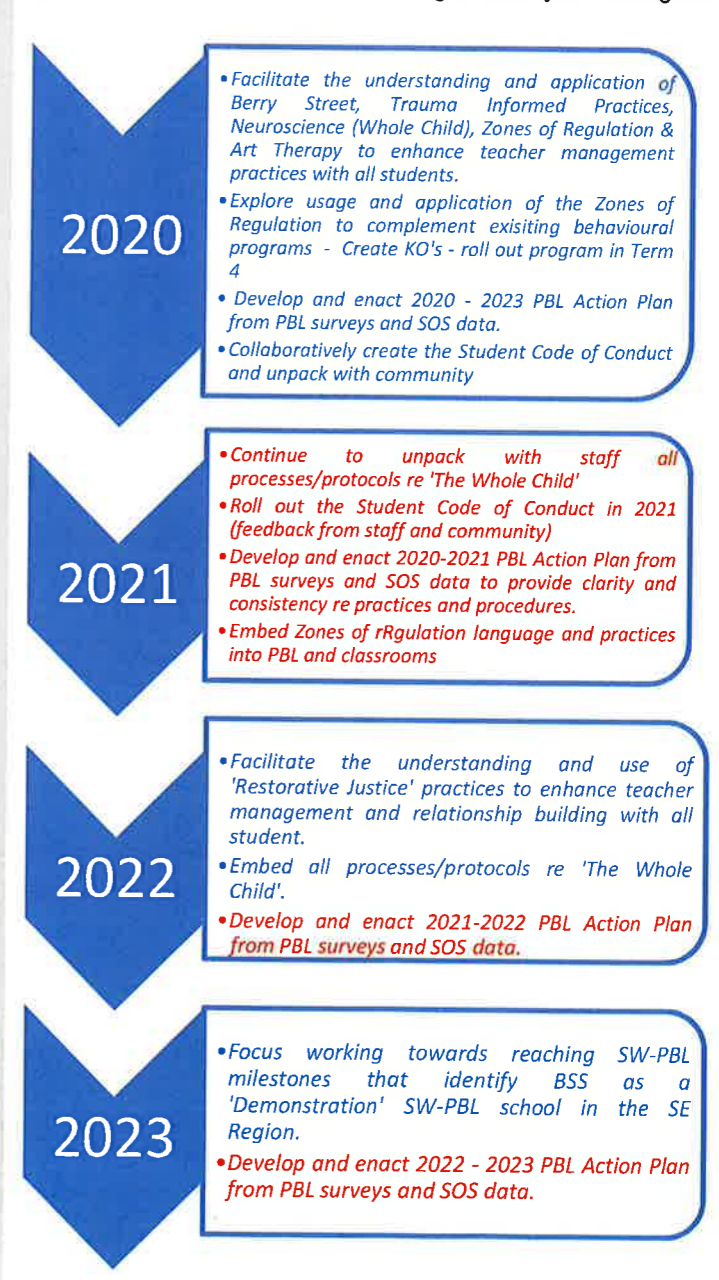 2020
•Facilitate the understanding and application of
Berry Street, Trauma Informed Practices,
Neuroscience (Whole Child), Zones of Regulation &
Art Therapy to enhance teacher management
practices with all students.
•Explore usage and application of the Zones of
Regulation to complement exisiting behavioural
programs - Create KO's - roll out program in Term
4
• Develop and enact 2020 - 2023 PBL Action Plan
from PBL surveys and SOS data.
•Collaboratively create the Student Code of Conduct
and unpack with community
2021
•Continue to unpack with staff all
processes/protocols re 'The Whole Child'
•Roll out the Student Code of Conduct in 2021
(feedback from staff and community)
•Develop and enact 2020-2021 PBL Action Plan from
PBL surveys and SOS data to provide clarity and
consistency re practices and procedures.
•Embed Zones of rRgulation language and practices
into PBL and classrooms
2022
•Facilitate the understanding and use of
'Restorative Justice' practices to enhance teacher
management and relationship building with all
student.
•Embed all processes/protocols re 'The Whole
Child'.
•Develop and enact 2021-2022 PBL Action Plan
from PBL surveys and SOS data.
2023
•Focus working towards reaching SW-PBL
milestones that identify BSS as a
'Demonstration' SW-PBL school in the SE
Region.
•Develop and enact 2022 - 2023 PBL Action Plan
from PBL surveys and SOS data.